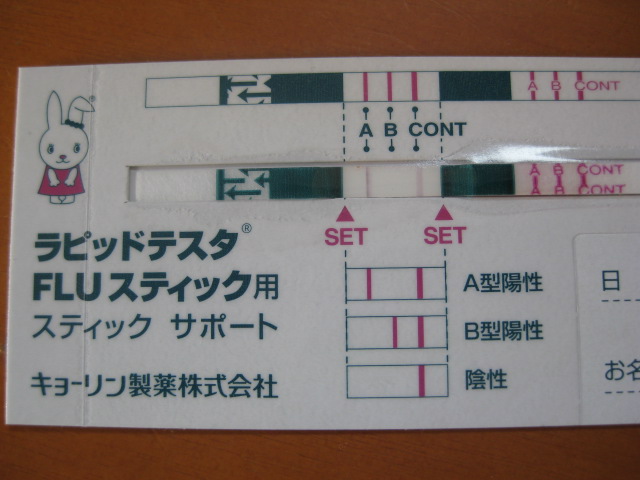 A B CONT
A B CONT
A B CONT
A B CONT
SET SET
ラピッドテスタ®
FLUスティック用
スティック サポート
キョーリン製薬株式会社
A型陽性
B型陽性
陰性
日
お名